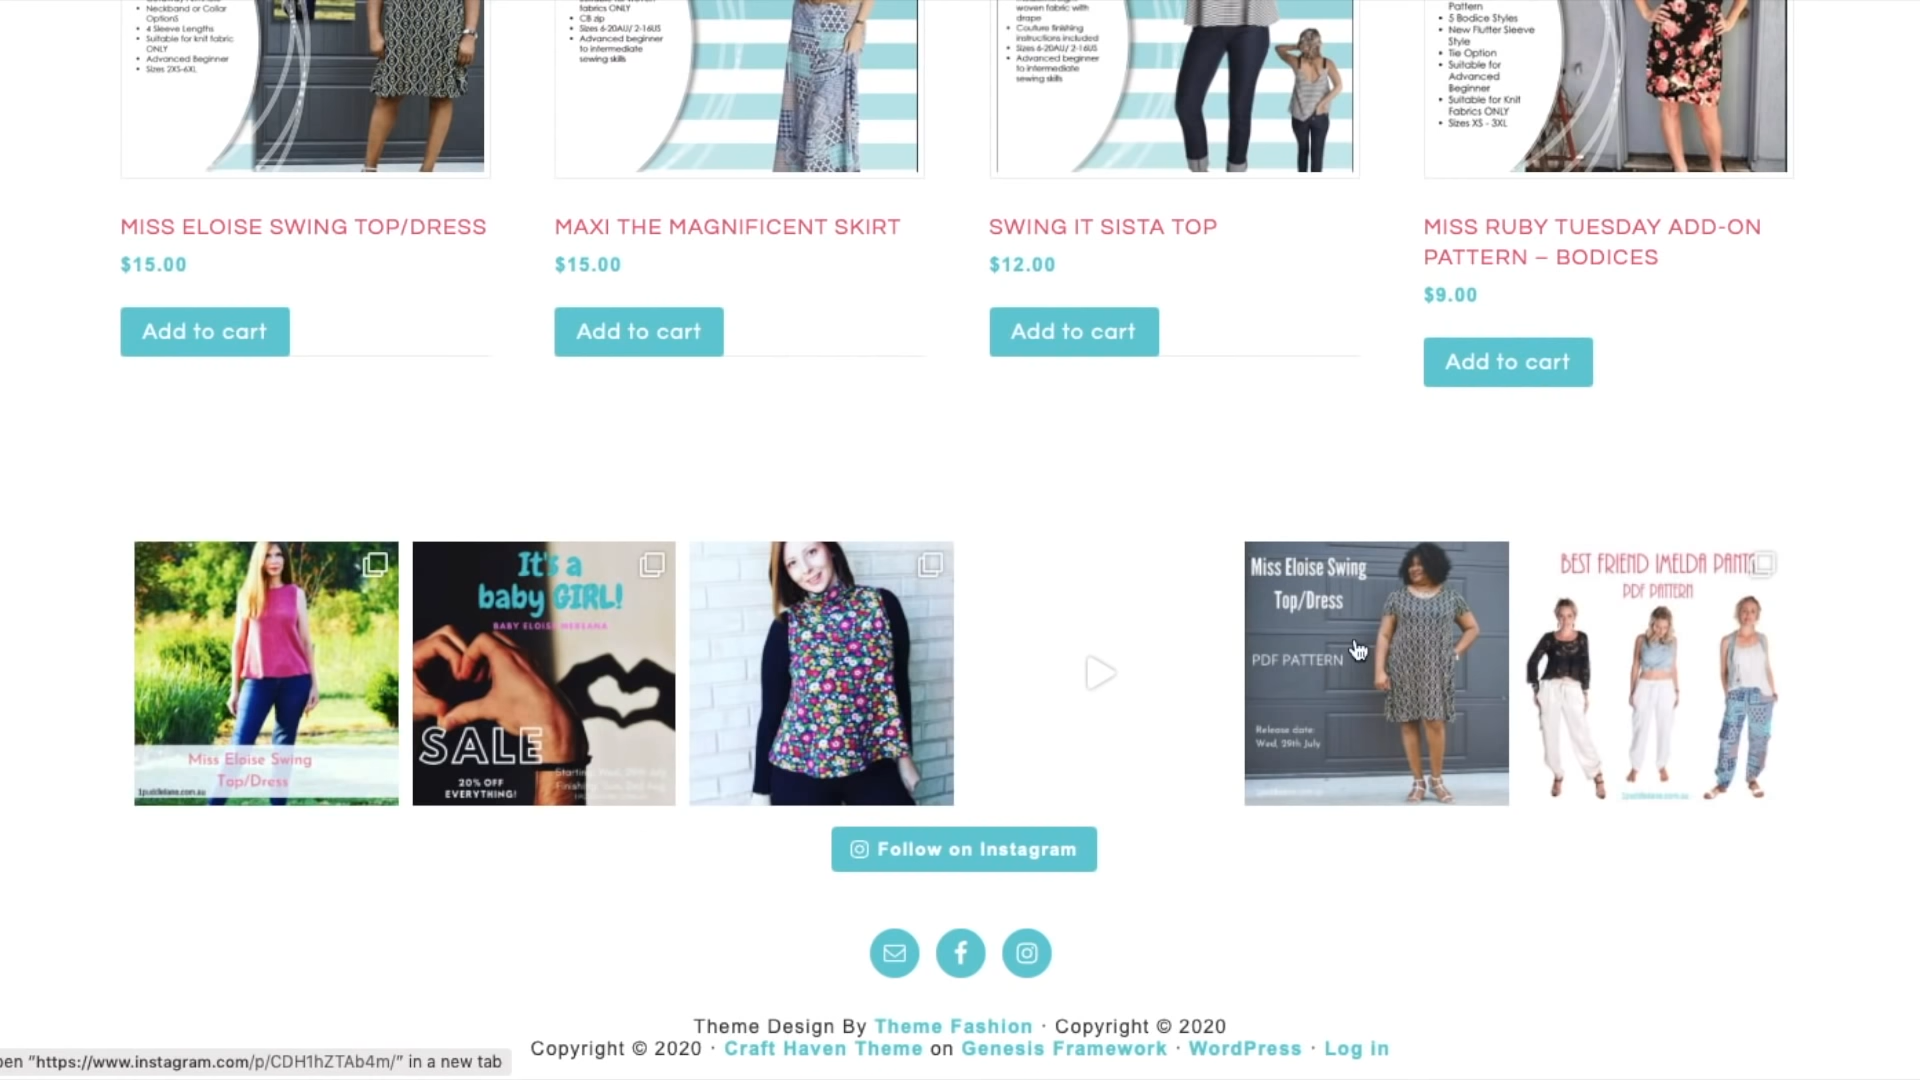 Neckband or Collar
Options
4 Sleeve Lengths
Suitable for knit fabric
ONLY
Advanced Beginner
Sizes 2XS-6XL
fabrics ONLY
CB zip
Sizes 6-20AU/ 2-16US
Advanced beginner
to intermediate
sewing skills
woven fabric with
drape
Couture finishing
instructions included
Sizes 6-20AU/ 2-16US
Advanced beginner
to intermediate
sewing skills
Pattern
5 Bodice Styles
New Flutter Sleeve
Style
Tie Option
Suitable for
Advanced
Beginner
Suitable for Knit
Fabrics ONLY
Sizes XS - 3XL
MISS ELOISE SWING TOP/DRESS
$15.00
Add to cart
MAXI THE MAGNIFICENT SKIRT
$15.00
Add to cart
SWING IT SISTA TOP
$12.00
Add to cart
MISS RUBY TUESDAY ADD-ON
PATTERN – BODICES
$9.00
Add to cart
Miss Eloise Swing
Top/Dress
It's a
baby GIRL!
SALE
20% OFF
EVERYTHING!
Miss Eloise Swing
Top/Dress
PDF PATTERN
Release date:
Wed, 29th July
BEST FRIEND IMELDA PANTS
PDF PATTERN
Follow on Instagram
Theme Design By Theme Fashion · Copyright © 2020
Copyright © 2020 · Craft Haven Theme on Genesis Framework · WordPress · Log in
pen "https://www.instagram.com/p/CDH1hZTAb4m/" in a new tab